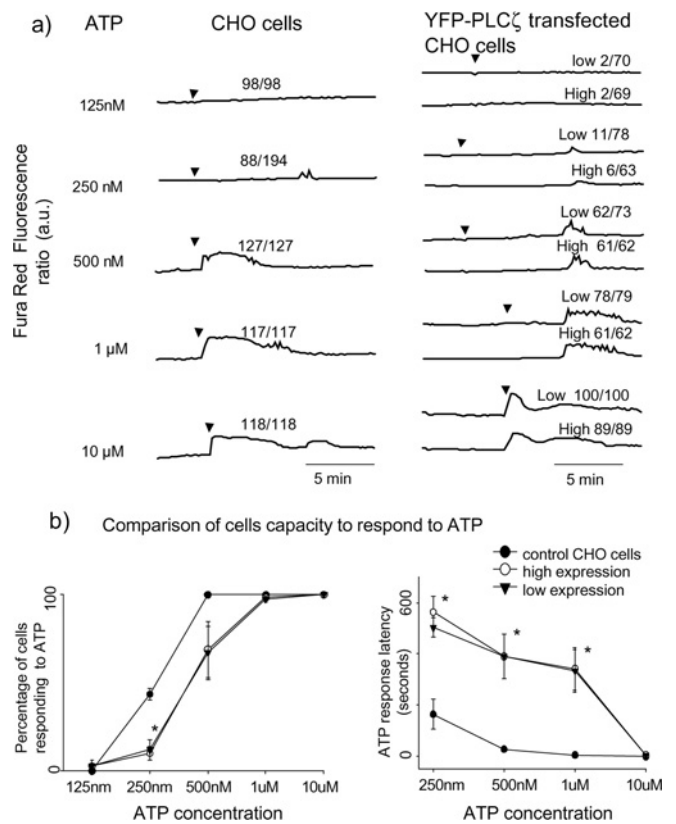 a) ATP CHO cells YFP-PLCζ transfected
CHO cells
125nM 98/98 low 2/70
High 2/69
250 nM 88/194 Low 11/78
High 6/63
500 nM 127/127 Low 62/73
High 61/62
1 µM 117/117 Low 78/79
High 61/62
10 µM 118/118 Low 100/100
High 89/89
5 min 5 min
Fura Red Fluorescence
ratio (a.u.)
b) Comparison of cells capacity to respond to ATP
control CHO cells
high expression
low expression
Percentage of cells
responding to ATP
100
0
*
125nm 250nm 500nM 1uM 10uM
ATP concentration
ATP response latency
(seconds)
600
0
* * *
250nm 500nM 1uM 10uM
ATP concentration